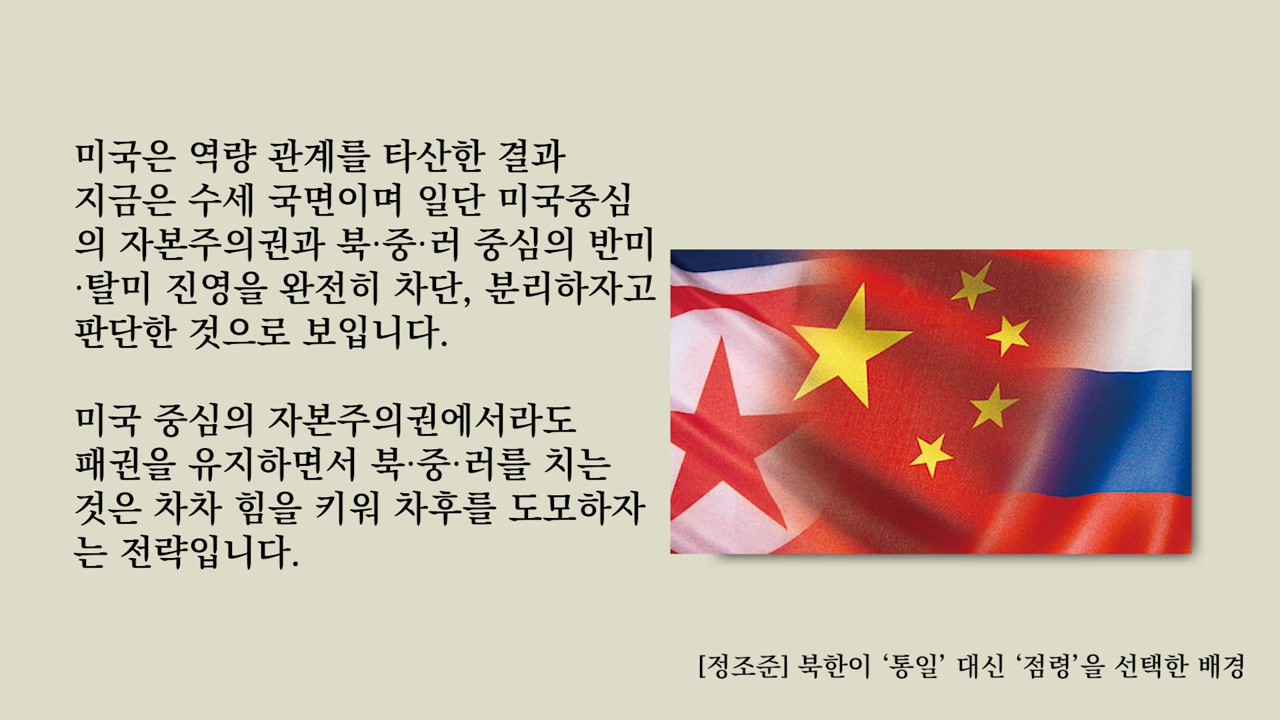 미국은 역량 관계를 타산한 결과
지금은 수세 국면이며 일단 미국중심
의 자본주의권과 북·중·러 중심의 반미
·탈미 진영을 완전히 차단, 분리하자고
판단한 것으로 보입니다.
미국 중심의 자본주의권에서라도
패권을 유지하면서 북·중·러를 치는
것은 차차 힘을 키워 차후를 도모하자
는 전략입니다.
[정조준] 북한이 ‘통일’ 대신 ‘점령’을 선택한 배경